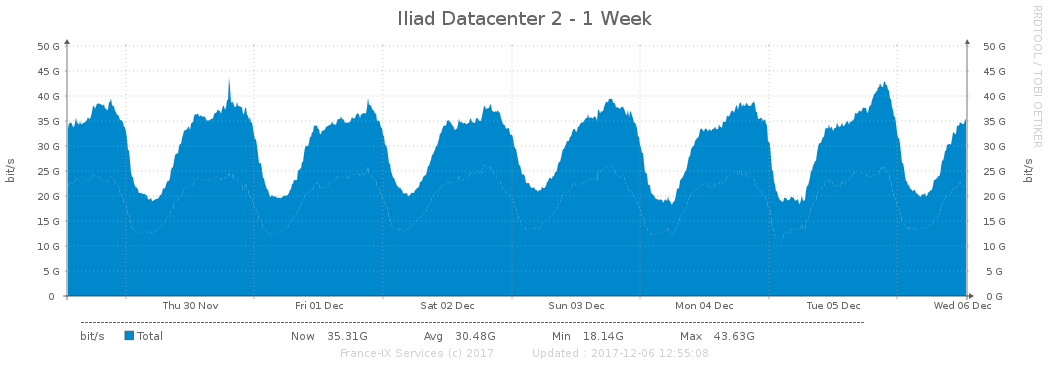 Iliad Datacenter 2 - 1 Week
RRDTOOL / TOBI OETIKER
50 G 50 G
45 G 45 G
40 G 40 G
35 G 35 G
30 G 30 G
25 G 25 G
20 G 20 G
15 G 15 G
10 G 10 G
5 G 5 G
0 0 G
bit/s bit/s
Thu 30 Nov Fri 01 Dec Sat 02 Dec Sun 03 Dec Mon 04 Dec Tue 05 Dec Wed 06 Dec
bit/s Total Now 35.31G Avg 30.48G Min 18.14G Max 43.63G
France-IX Services (c) 2017 Updated : 2017-12-06 12:55:08